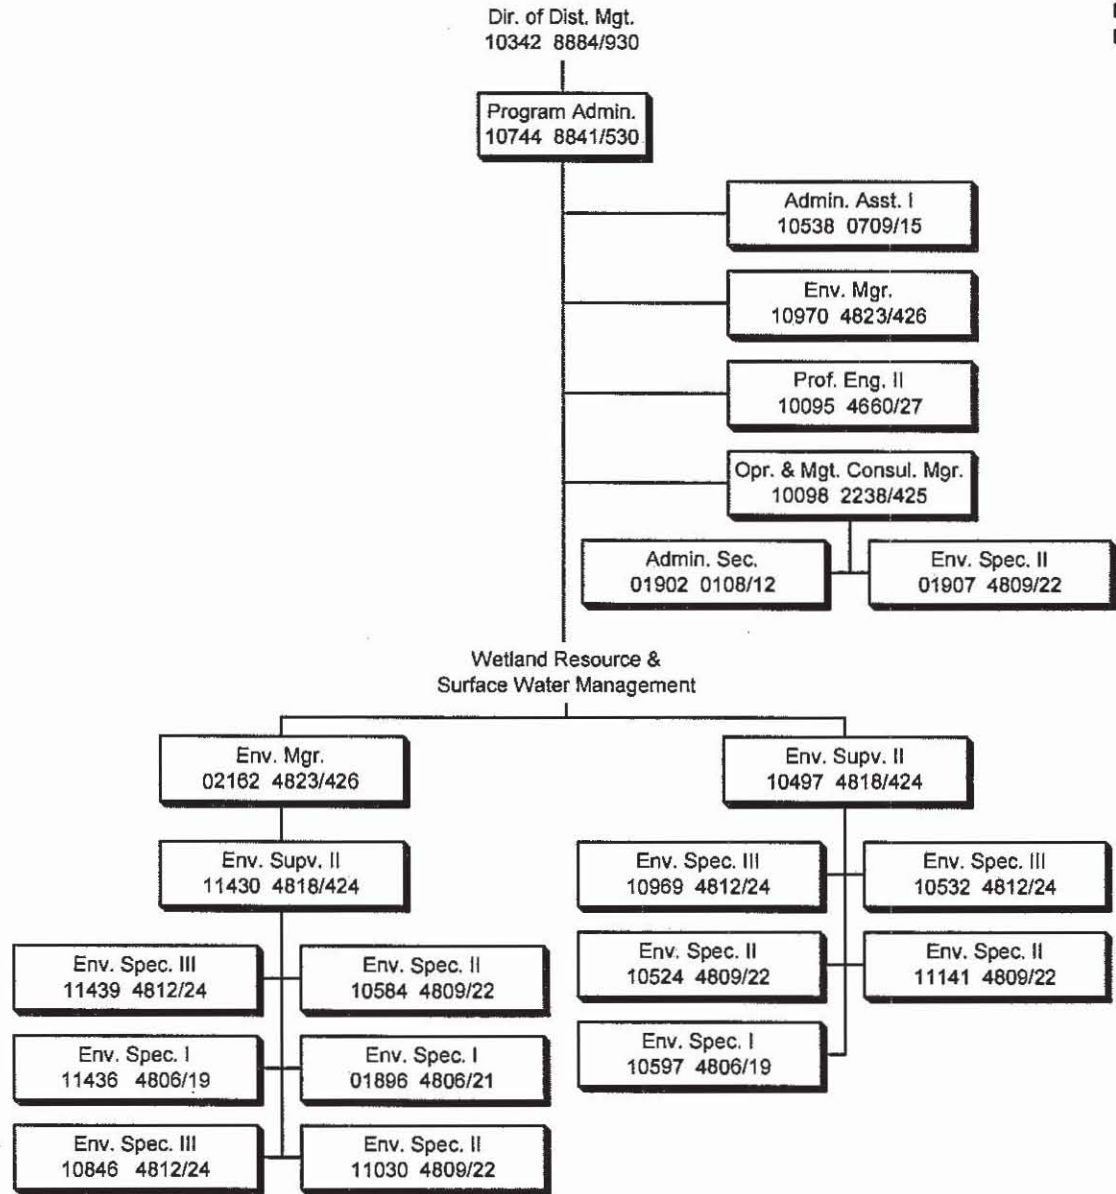 Dir. of Dist. Mgt.
10342 8884/930
Program Admin.
10744 8841/530
Admin. Asst. I
10538 0709/15
Env. Mgr.
10970 4823/426
Prof. Eng. II
10095 4660/27
Opr. & Mgt. Consul. Mgr.
10098 2238/425
Admin. Sec.
01902 0108/12
Env. Spec. II
01907 4809/22
Wetland Resource &
Surface Water Management
Env. Mgr.
02162 4823/426
Env. Supv. II
11430 4818/424
Env. Spec. III
11439 4812/24
Env. Spec. II
10584 4809/22
Env. Spec. I
11436 4806/19
Env. Spec. I
01896 4806/21
Env. Spec. III
10846 4812/24
Env. Spec. II
11030 4809/22
Env. Supv. II
10497 4818/424
Env. Spec. III
10969 4812/24
Env. Spec. III
10532 4812/24
Env. Spec. II
10524 4809/22
Env. Spec. II
11141 4809/22
Env. Spec. I
10597 4806/19